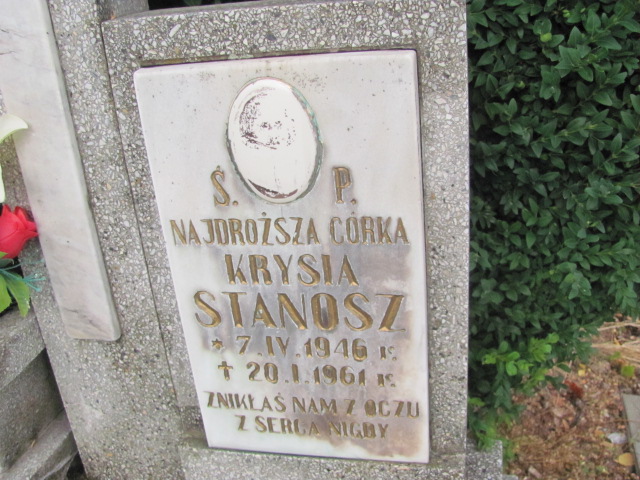 Ś. P.
NAJDROŻSZA CÓRKA
KRYSIA
STANOSZ
* 7.IV.1946 r.
† 20.I.1961 r.
ZNIKŁAŚ NAM Z OCZU
Z SERCA NIGDY